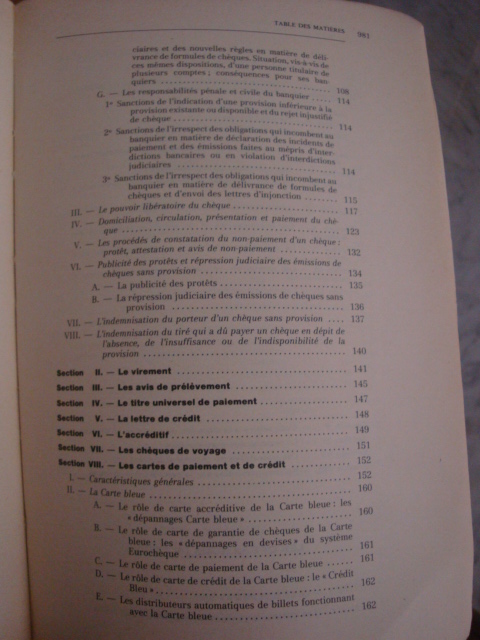 TABLE DES MATIÈRES 981
ciaires et des nouvelles règles en matière de déli-
vrance de formules de chèques. Situation, vis-à-vis de
ces mêmes dispositions, d'une personne titulaire de
plusieurs comptes; conséquences pour ses ban-
quiers 108
G. — Les responsabilités pénale et civile du banquier 114
1° Sanctions de l'indication d'une provision inférieure à la
provision existante ou disponible et du rejet injustifié
de chèque 114
2° Sanctions de l'irrespect des obligations qui incombent au
banquier en matière de déclaration des incidents de
paiement et des émissions faites au mépris d'inter-
dictions bancaires ou en violation d'interdictions
judiciaires 114
3° Sanctions de l'irrespect des obligations qui incombent au
banquier en matière de délivrance de formules de
chèques et d'envoi des lettres d'injonction 115
III. — Le pouvoir libératoire du chèque 117
IV. — Domiciliation, circulation, présentation et paiement du chè-
que 123
V. — Les procédés de constatation du non-paiement d'un chèque :
protêt, attestation et avis de non-paiement 132
VI. — Publicité des protêts et répression judiciaire des émissions de
chèques sans provision 134
A. — La publicité des protêts 135
B. — La répression judiciaire des émissions de chèques sans
provision 136
VII. — L'indemnisation du porteur d'un chèque sans provision 137
VIII. — L'indemnisation du tiré qui a dû payer un chèque en dépit de
l'absence, de l'insuffisance ou de l'indisponibilité de la
provision 140
Section II. — Le virement 141
Section III. — Les avis de prélèvement 145
Section IV. — Le titre universel de paiement 147
Section V. — La lettre de crédit 148
Section VI. — L'accréditif 149
Section VII. — Les chèques de voyage 151
Section VIII. — Les cartes de paiement et de crédit 152
I. — Caractéristiques générales 152
II. — La Carte bleue 160
A. — Le rôle de carte accréditive de la Carte bleue : les
« dépannages Carte bleue » 160
B. — Le rôle de carte de garantie de chèques de la Carte
bleue : les « dépannages en devises » du système
Eurochèque 161
C. — Le rôle de carte de paiement de la Carte bleue 161
D. — Le rôle de carte de crédit de la Carte bleue : le « Crédit
Bleu » 162
E. — Les distributeurs automatiques de billets fonctionnant
avec la Carte bleue 162